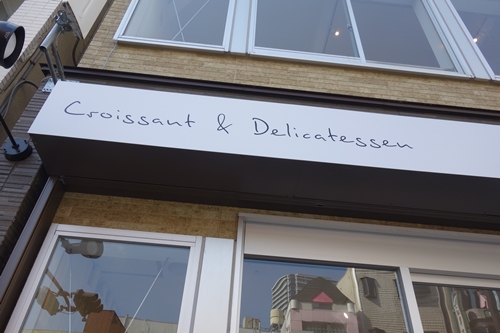 Croissant & Delicatessen